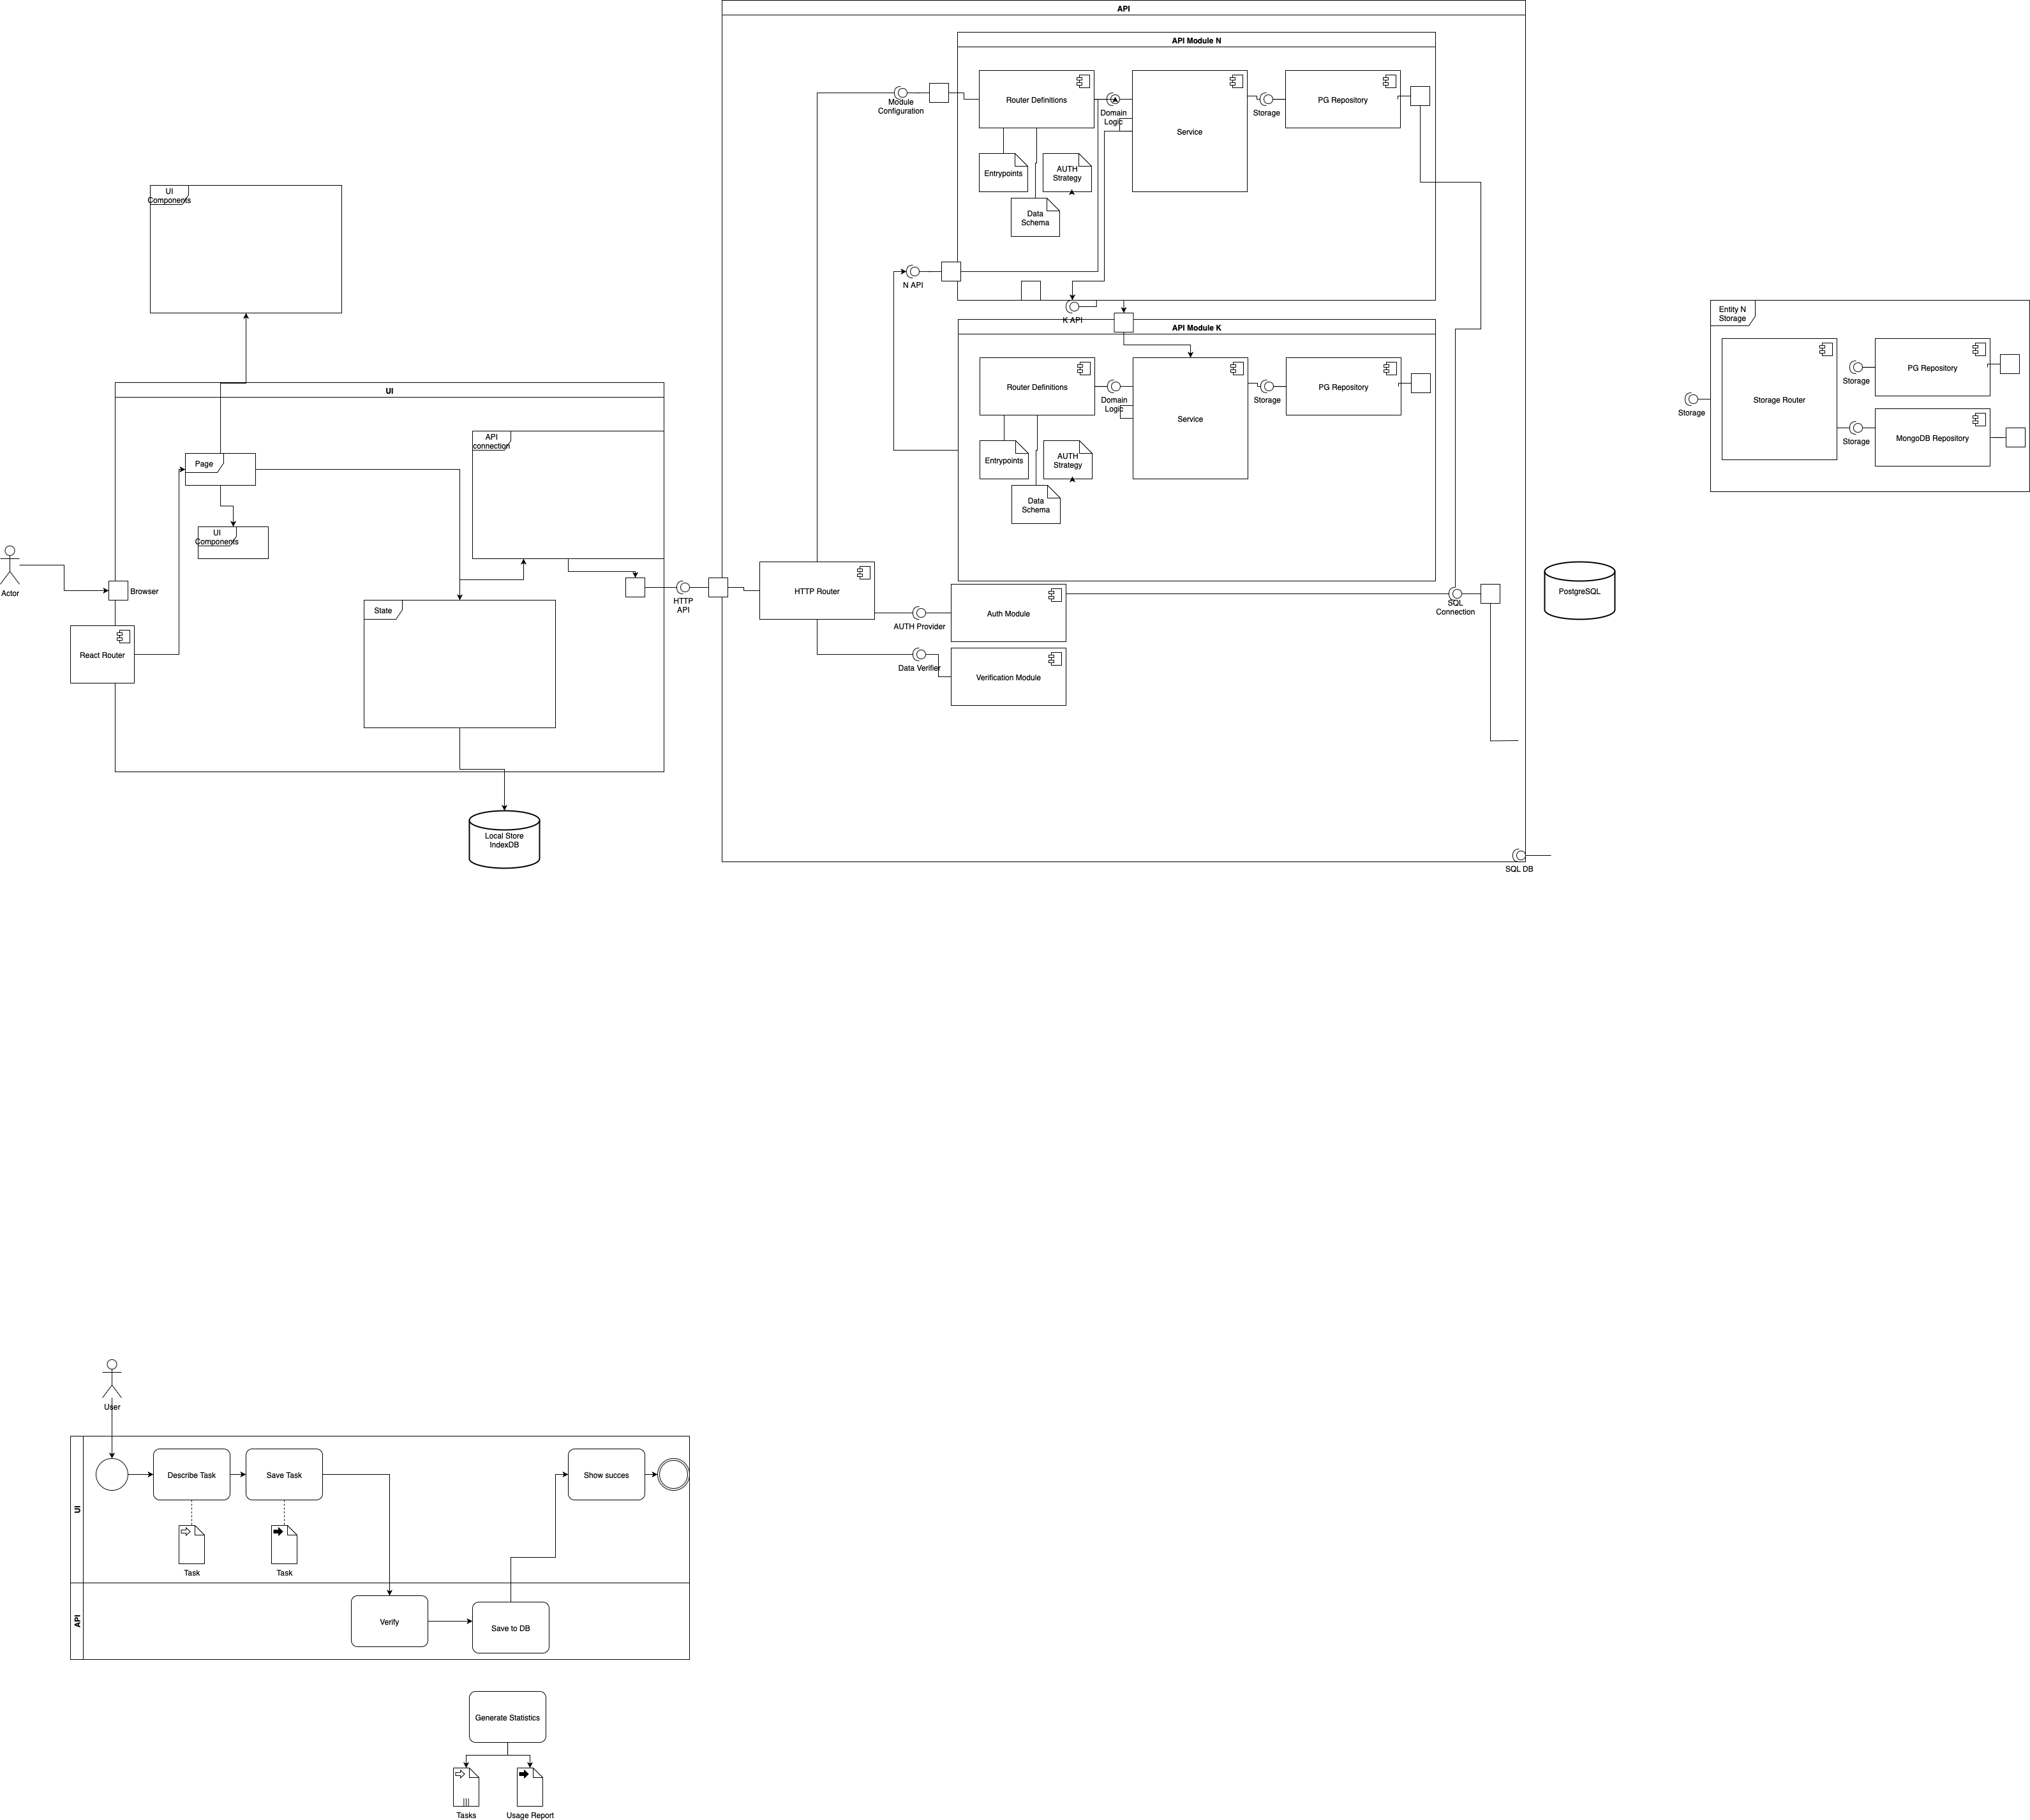 API
API Module N
Module
Configuration
Router Definitions
Domain
Logic
Service
Storage
PG Repository
Entrypoints
AUTH
Strategy
Data
Schema
N API
K API
API Module K
Router Definitions
Domain
Logic
Service
Storage
PG Repository
Entrypoints
AUTH
Strategy
Data
Schema
UI
Components
UI
Page
API
connection
UI
Components
Actor
Browser
React Router
State
HTTP
API
HTTP Router
AUTH Provider
Auth Module
Data Verifier
Verification Module
SQL
Connection
PostgreSQL
Local Store
IndexDB
SQL DB
Entity N
Storage
Storage
Storage Router
Storage
PG Repository
Storage
MongoDB Repository
User
UI
Describe Task
Save Task
Show succes
Task
Task
API
Verify
Save to DB
Generate Statistics
Tasks
Usage Report